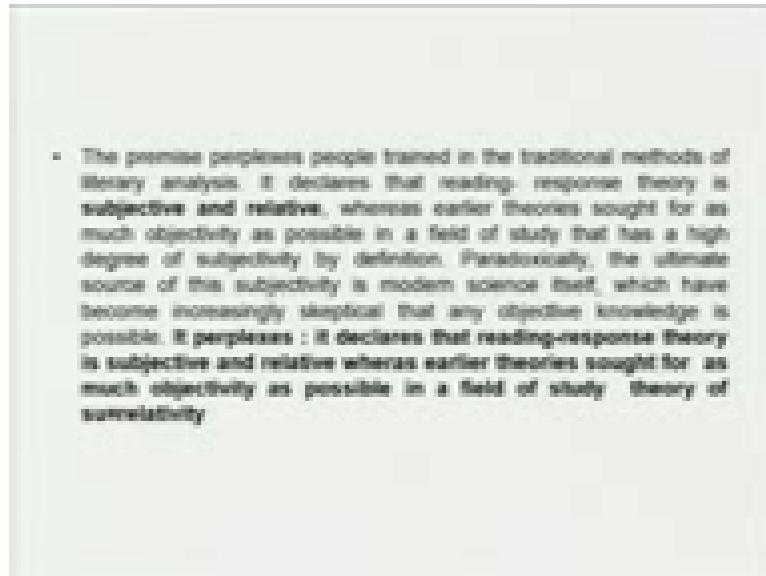 • The premise perplexes people trained in the traditional methods of
literary analysis. It declares that reading- response theory is
subjective and relative, whereas earlier theories sought for as
much objectivity as possible in a field of study that has a high
degree of subjectivity by definition. Paradoxically, the ultimate
source of this subjectivity is modern science itself, which have
become increasingly skeptical that any objective knowledge is
possible. It perplexes : it declares that reading-response theory
is subjective and relative wheras earlier theories sought for as
much objectivity as possible in a field of study theory of